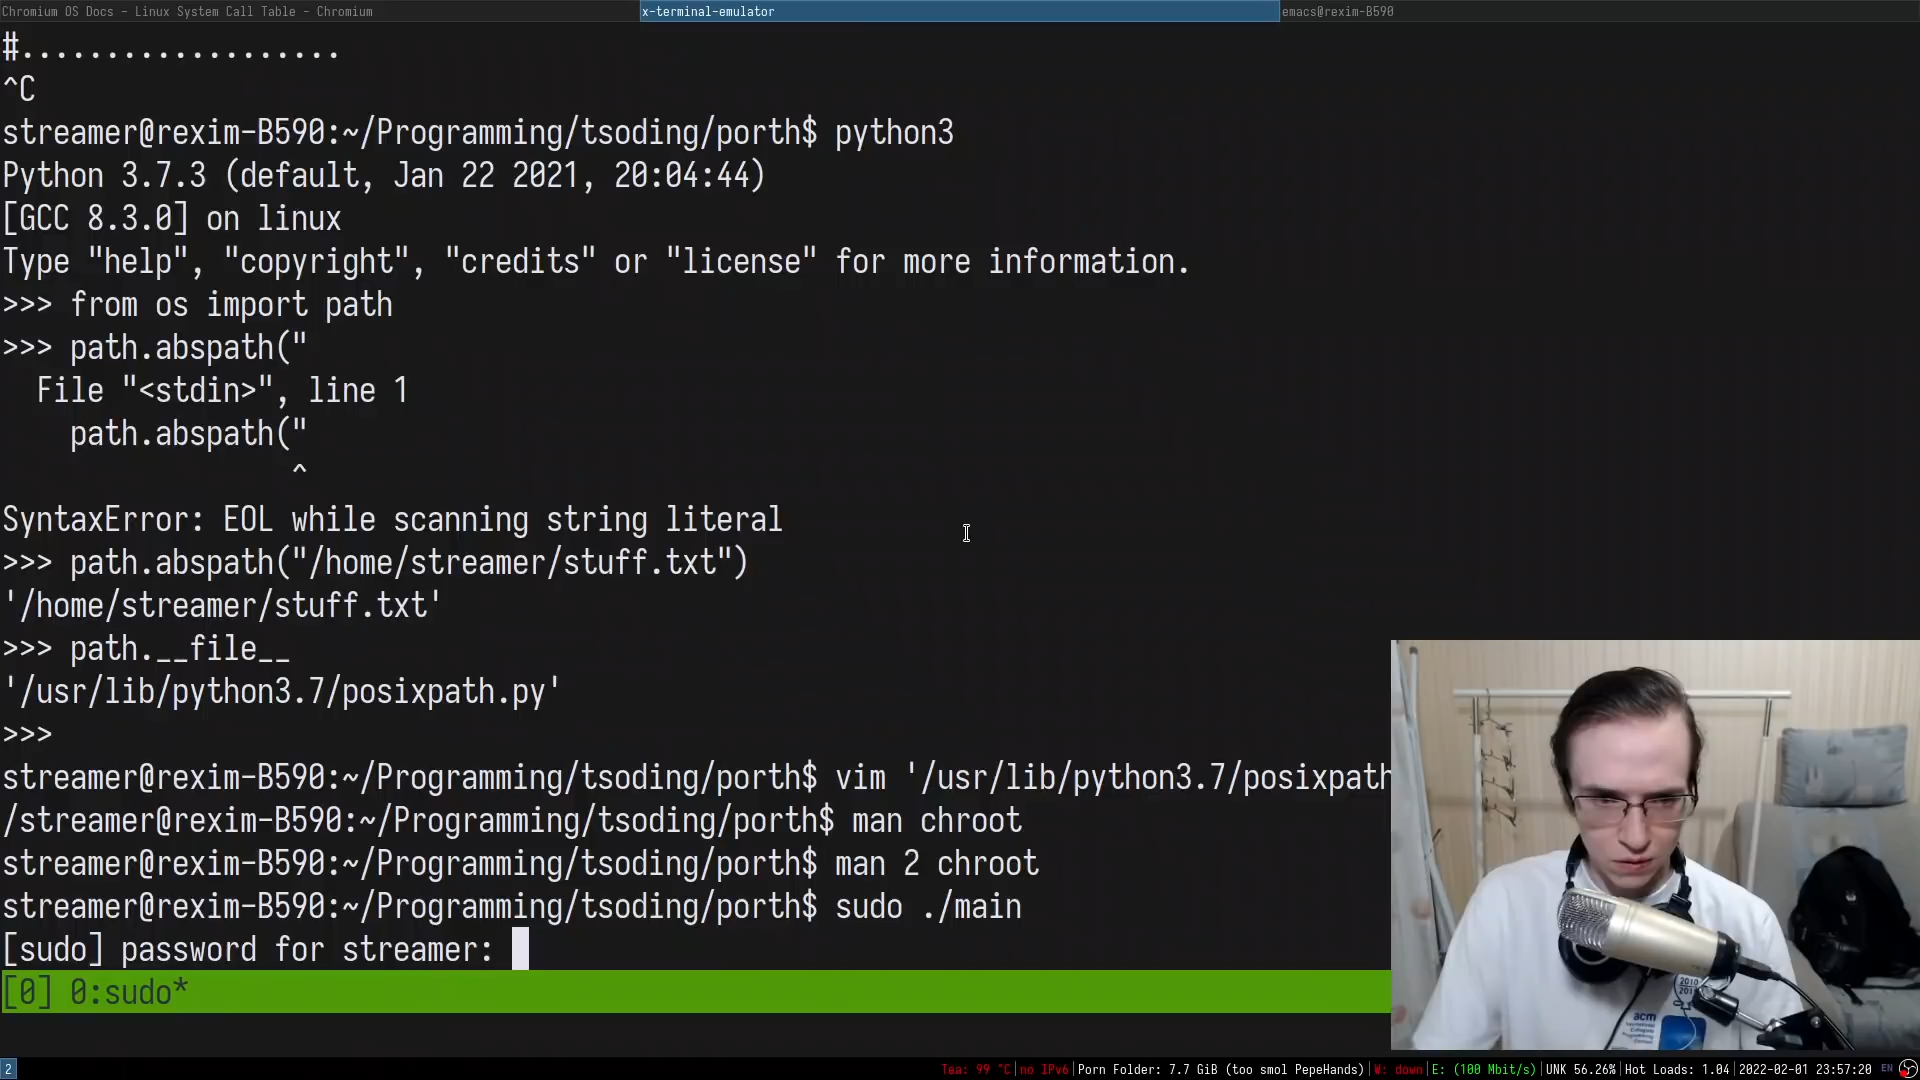 Chromium OS Docs - Linux System Call Table - Chromium
x-terminal-emulator
emacs@rexim-B590
#...................
^C
streamer@rexim-B590:~/Programming/tsoding/porth$ python3
Python 3.7.3 (default, Jan 22 2021, 20:04:44)
[GCC 8.3.0] on linux
Type "help", "copyright", "credits" or "license" for more information.
>>> from os import path
>>> path.abspath("
  File "<stdin>", line 1
    path.abspath("
                 ^
SyntaxError: EOL while scanning string literal
>>> path.abspath("/home/streamer/stuff.txt")
'/home/streamer/stuff.txt'
>>> path.__file__
'/usr/lib/python3.7/posixpath.py'
>>>
streamer@rexim-B590:~/Programming/tsoding/porth$ vim '/usr/lib/python3.7/posixpath
/streamer@rexim-B590:~/Programming/tsoding/porth$ man chroot
streamer@rexim-B590:~/Programming/tsoding/porth$ man 2 chroot
streamer@rexim-B590:~/Programming/tsoding/porth$ sudo ./main
[sudo] password for streamer:
[0] 0:sudo*
acm
2
Tea: 99 °C|no IPv6|Porn Folder: 7.7 GiB (too smol PepeHands)|W: down|E: (100 Mbit/s)|UNK 56.26%|Hot Loads: 1.04|2022-02-01 23:57:20 EN